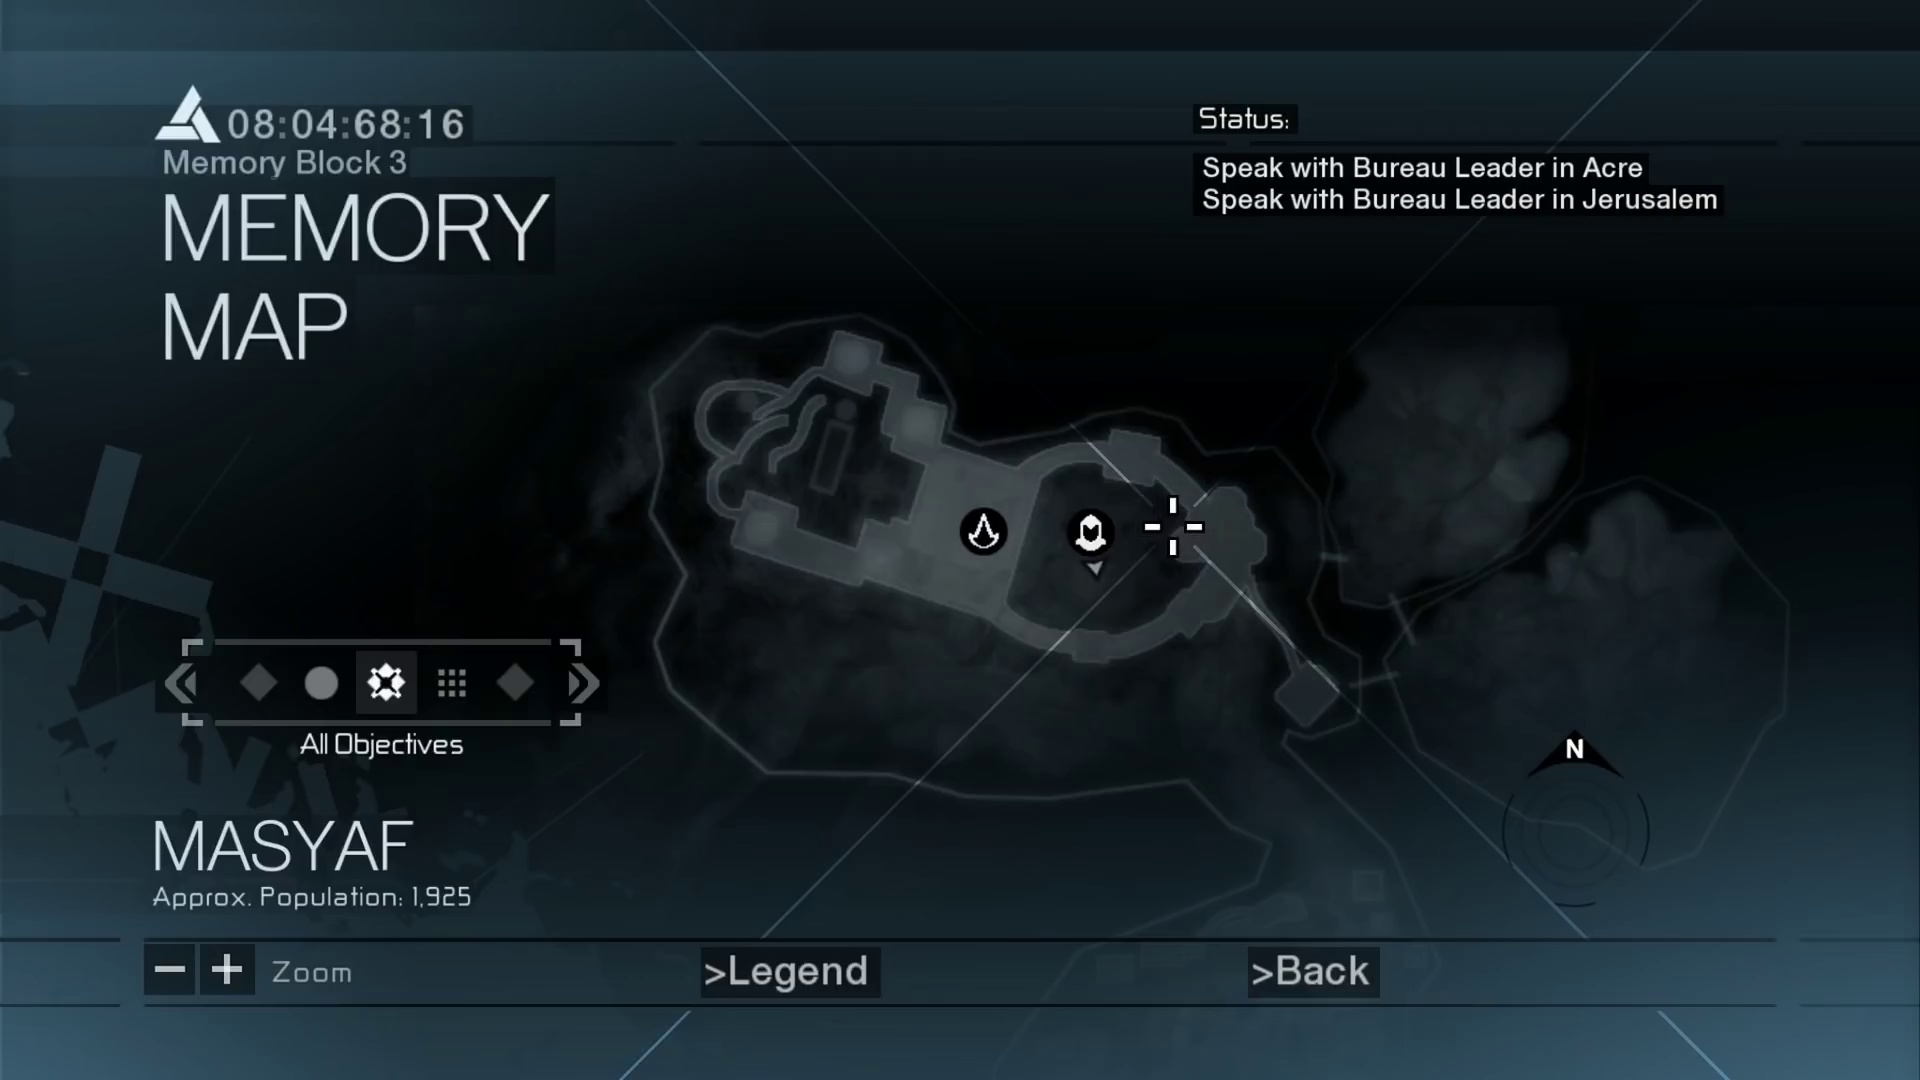 08:04:68:16
Memory Block 3
MEMORY
MAP
Status:
Speak with Bureau Leader in Acre
Speak with Bureau Leader in Jerusalem
All Objectives
N
MASYAF
Approx. Population: 1,925
Zoom
>Legend
>Back